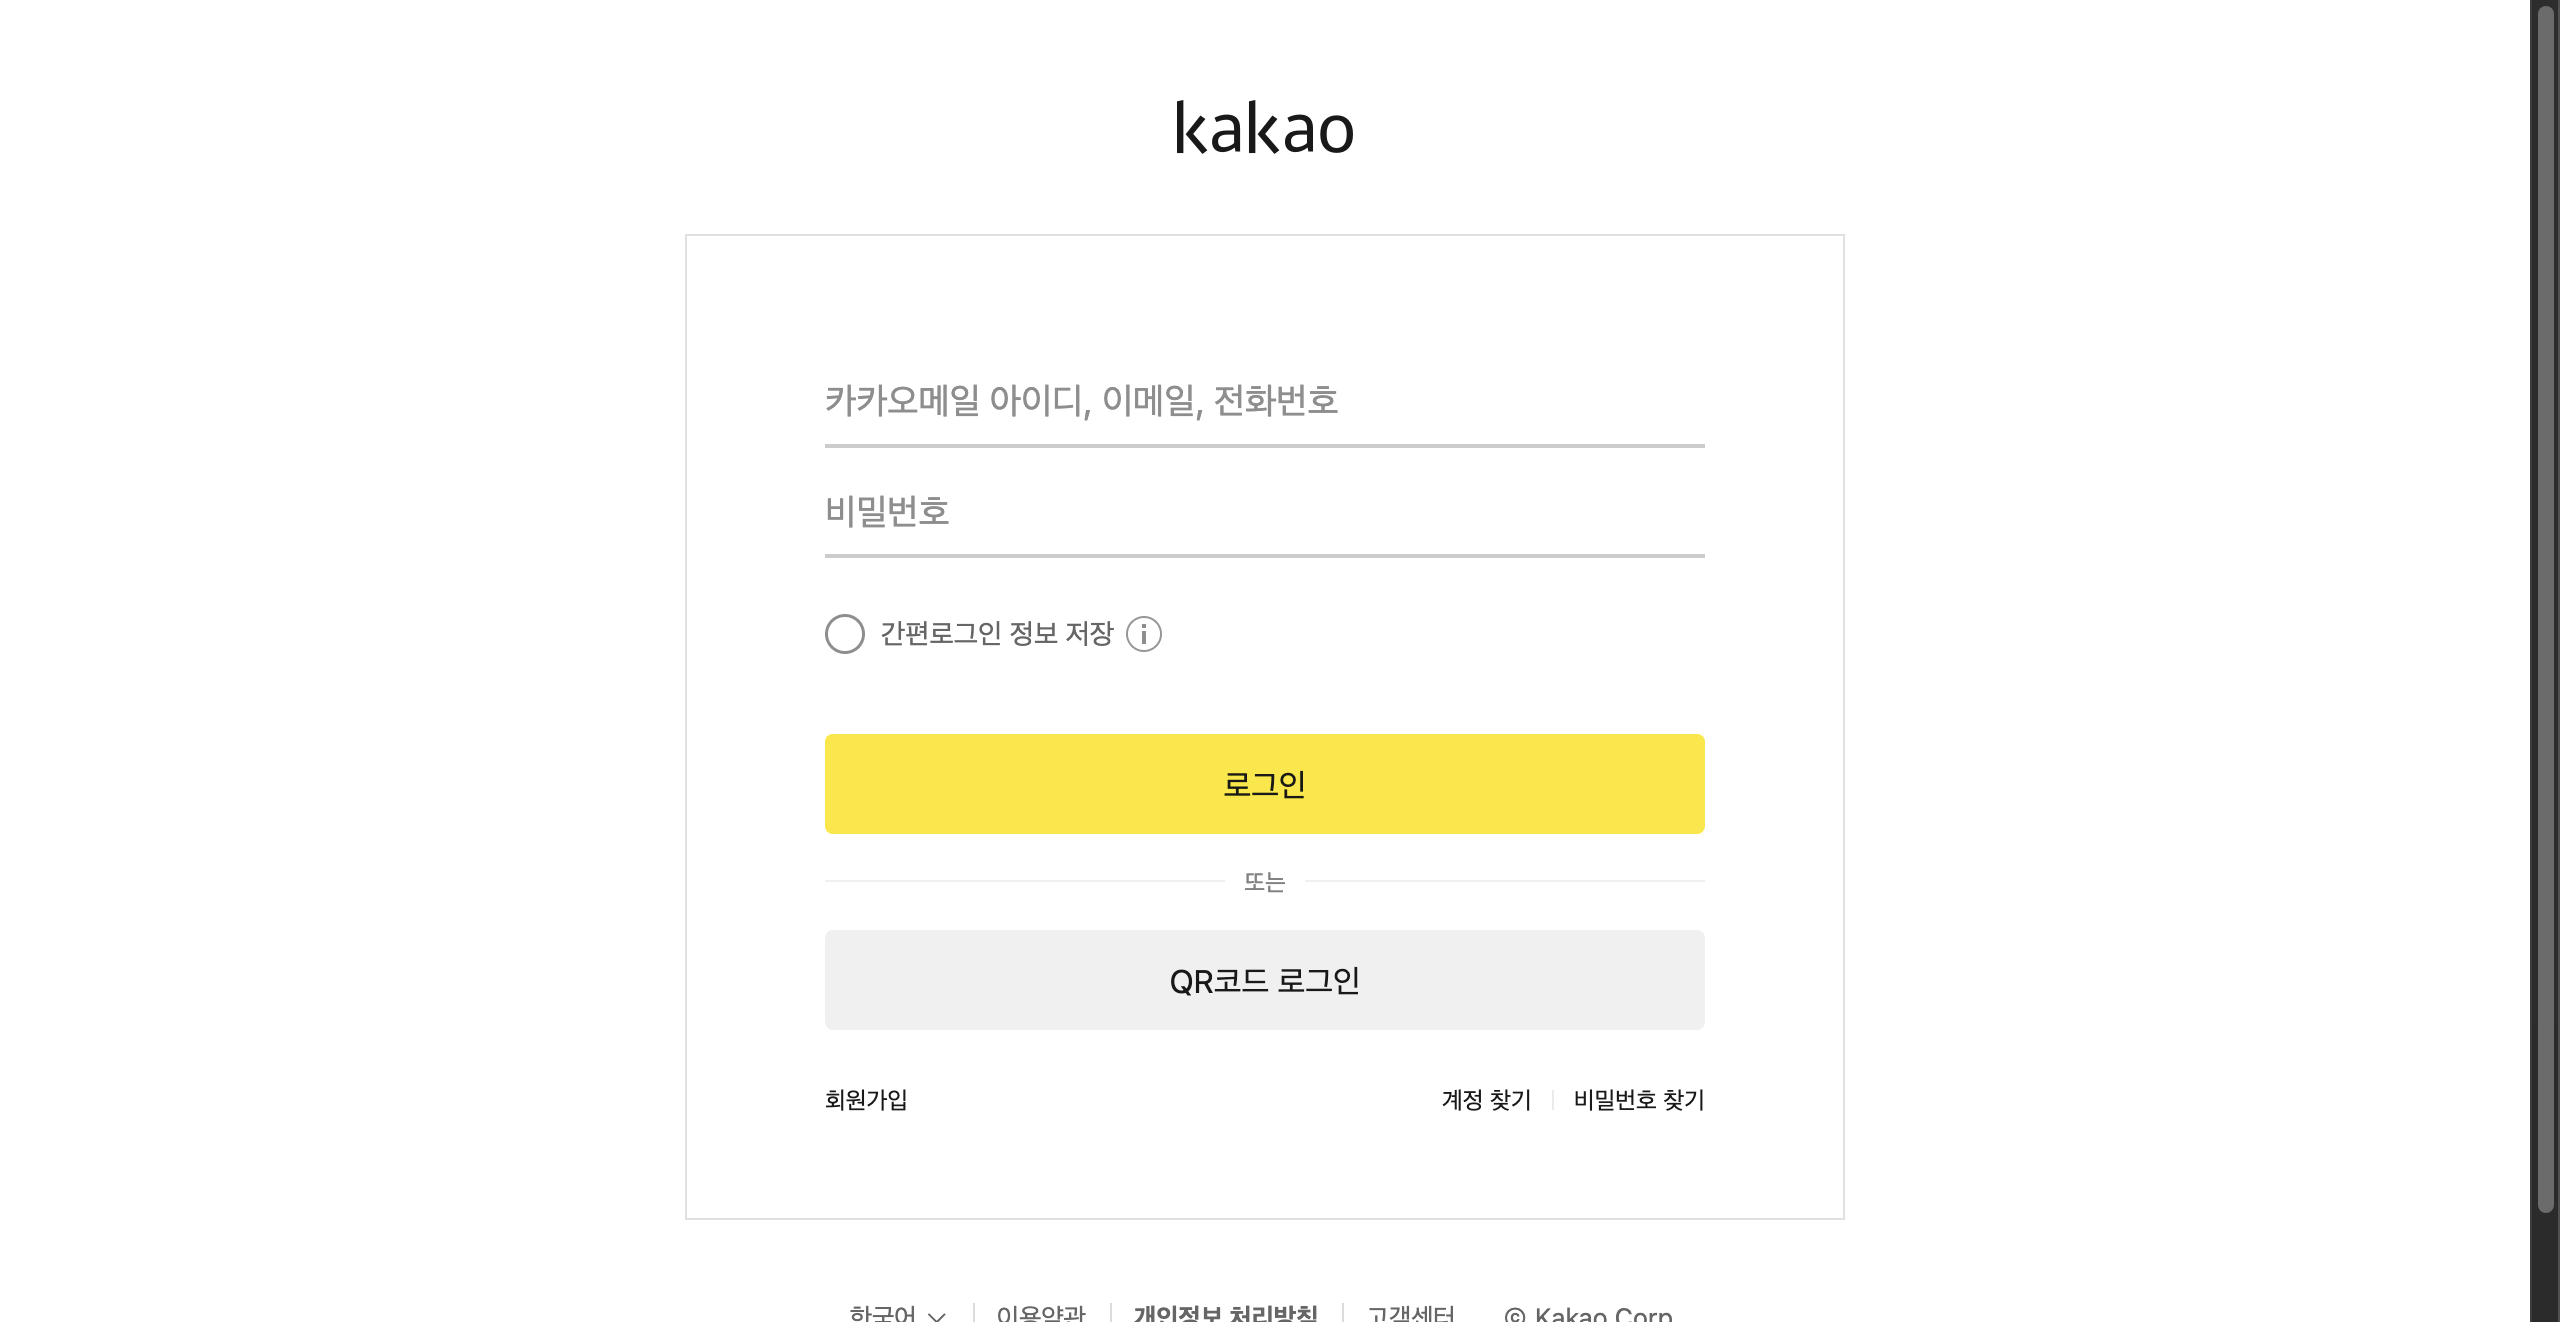 kakao
카카오메일 아이디, 이메일, 전화번호
비밀번호
간편로그인 정보 저장
로그인
또는
QR코드 로그인
회원가입 계정 찾기 비밀번호 찾기
한국어 이용약관 개인정보 처리방침 고객센터 © Kakao Corp